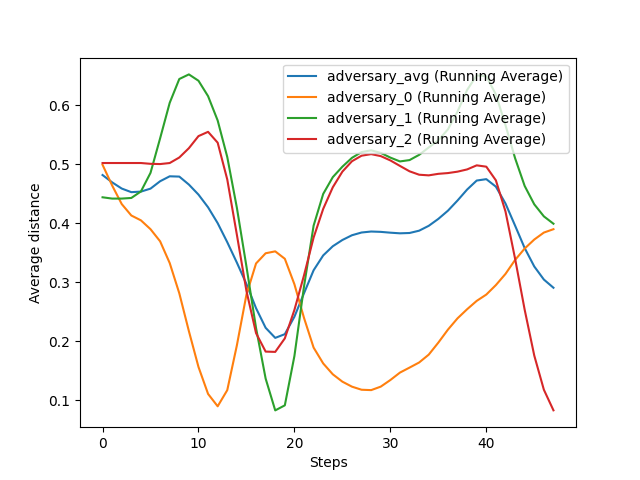 adversary_avg (Running Average)
adversary_0 (Running Average)
adversary_1 (Running Average)
adversary_2 (Running Average)
Average distance
0.6
0.5
0.4
0.3
0.2
0.1
0 10 20 30 40
Steps